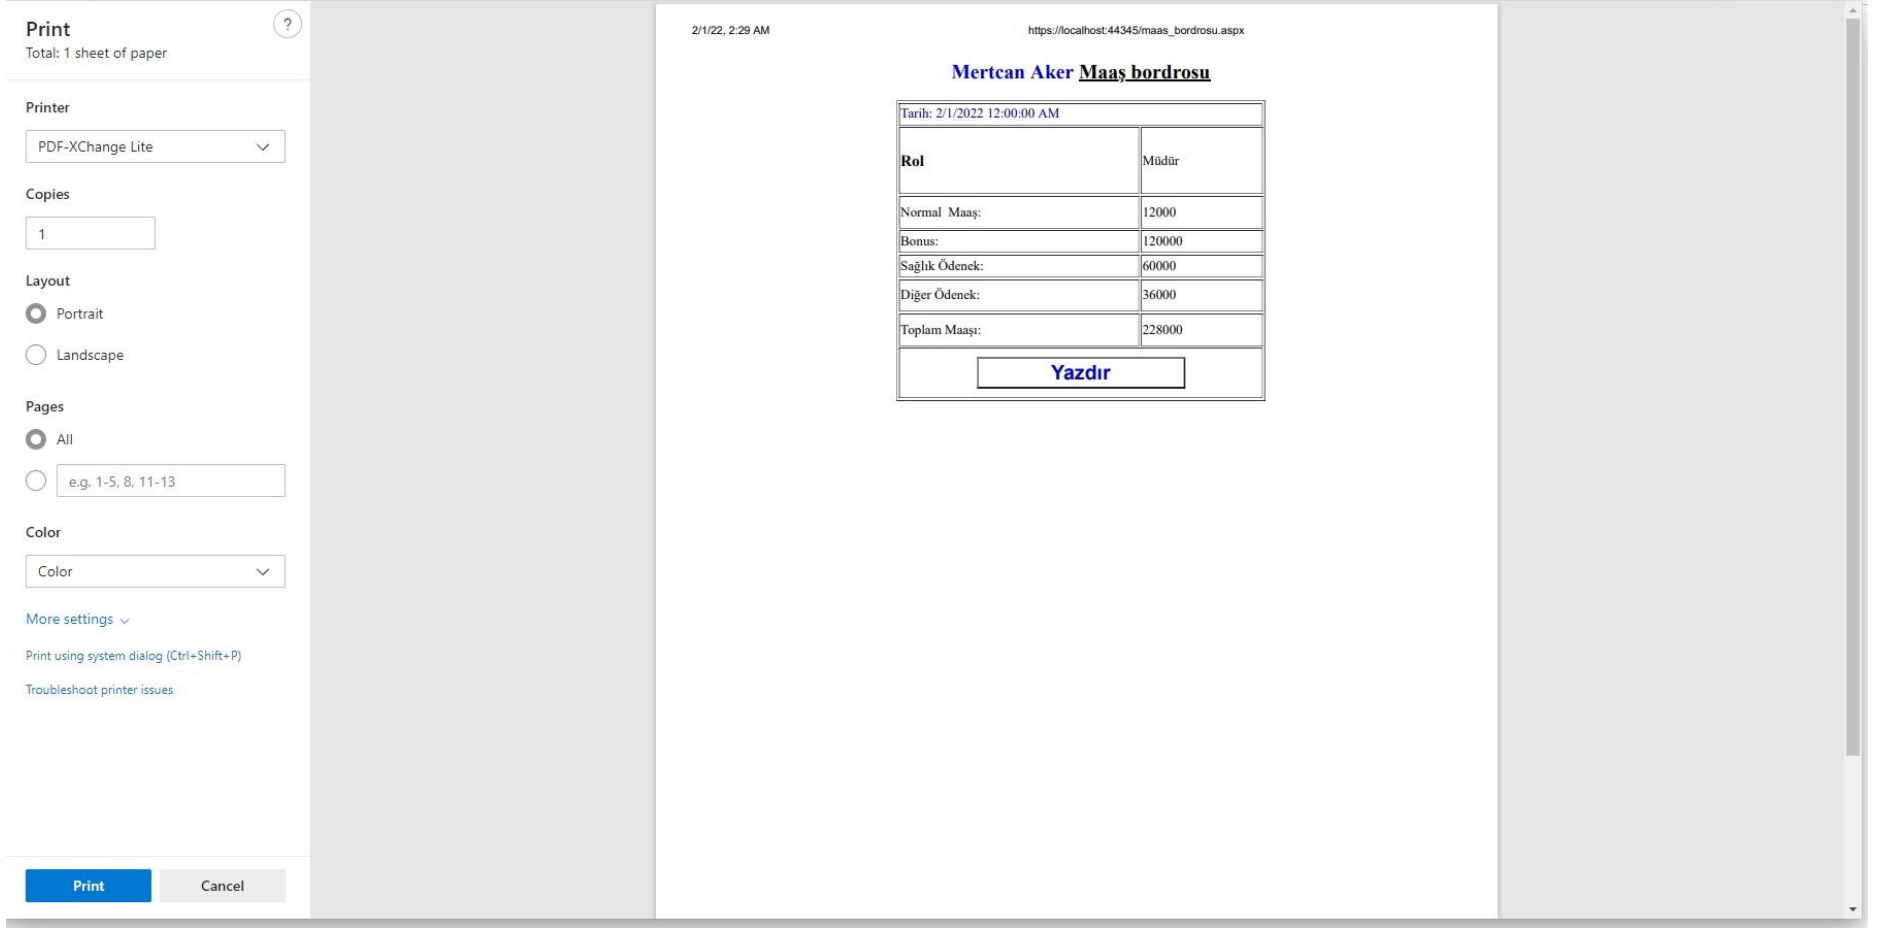 Print
?
Total: 1 sheet of paper
Printer
PDF-XChange Lite
Copies
1
Layout
Portrait
Landscape
Pages
All
e.g. 1-5, 8, 11-13
Color
Color
More settings
Print using system dialog (Ctrl+Shift+P)
Troubleshoot printer issues
Print Cancel
2/1/22, 2:29 AM https://localhost:44345/maas_bordrosu.aspx
Mertcan Aker Maaş bordrosu
Tarih: 2/1/2022 12:00:00 AM
Rol Müdür
Normal Maaş: 12000
Bonus: 120000
Sağlık Ödenek: 60000
Diğer Ödenek: 36000
Toplam Maaşı: 228000
Yazdır